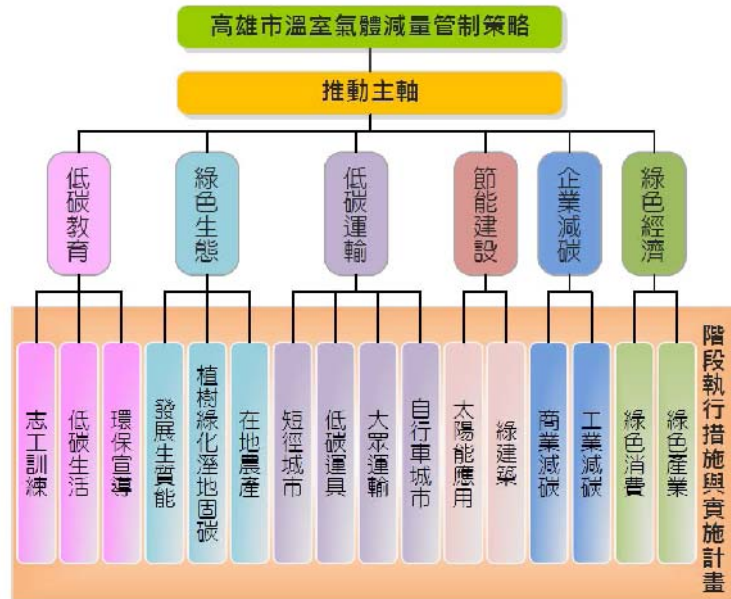 高雄市溫室氣體減量管制策略
推動主軸
低碳教育
綠色生態
低碳運輸
節能建設
企業減碳
綠色經濟
志工訓練
低碳生活
環保宣導
發展生質能
植樹綠化溼地固碳
在地農產
短徑城市
低碳運具
大眾運輸
自行車城市
太陽能應用
綠建築
商業減碳
工業減碳
綠色消費
綠色產業
階段執行措施與實施計畫